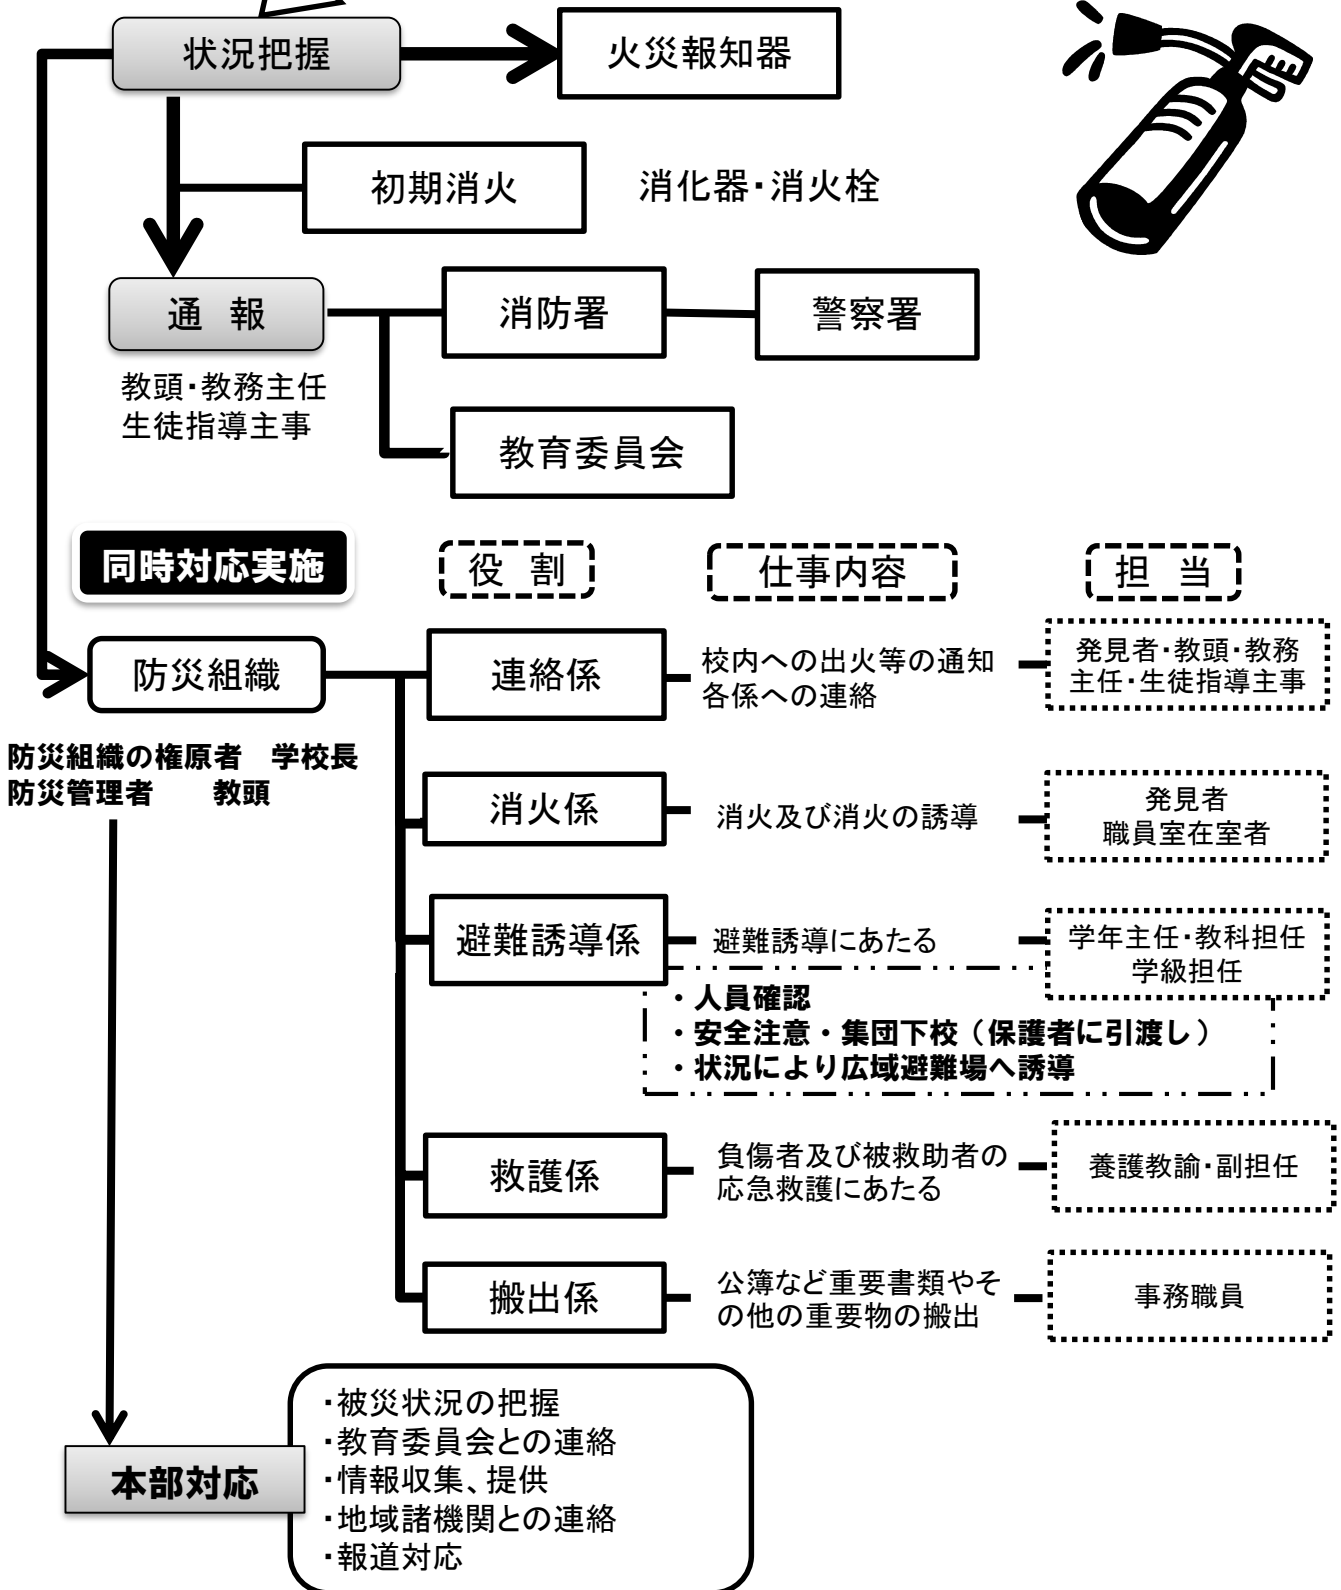 状況把握
火災報知器
初期消火
消化器・消火栓
通 報
消防署
警察署
教頭・教務主任
生徒指導主事
教育委員会
同時対応実施
役 割
仕事内容
担 当
防災組織
連絡係
校内への出火等の通知
各係への連絡
発見者・教頭・教務
主任・生徒指導主事
防災組織の権原者 学校長
防災管理者 教頭
消火係
消火及び消火の誘導
発見者
職員室在室者
避難誘導係
避難誘導にあたる
学年主任・教科担任
学級担任
・人員確認
・安全注意・集団下校（保護者に引渡し）
・状況により広域避難場へ誘導
救護係
負傷者及び被救助者の
応急救護にあたる
養護教諭・副担任
搬出係
公簿など重要書類やそ
の他の重要物の搬出
事務職員
本部対応
・被災状況の把握
・教育委員会との連絡
・情報収集、提供
・地域諸機関との連絡
・報道対応